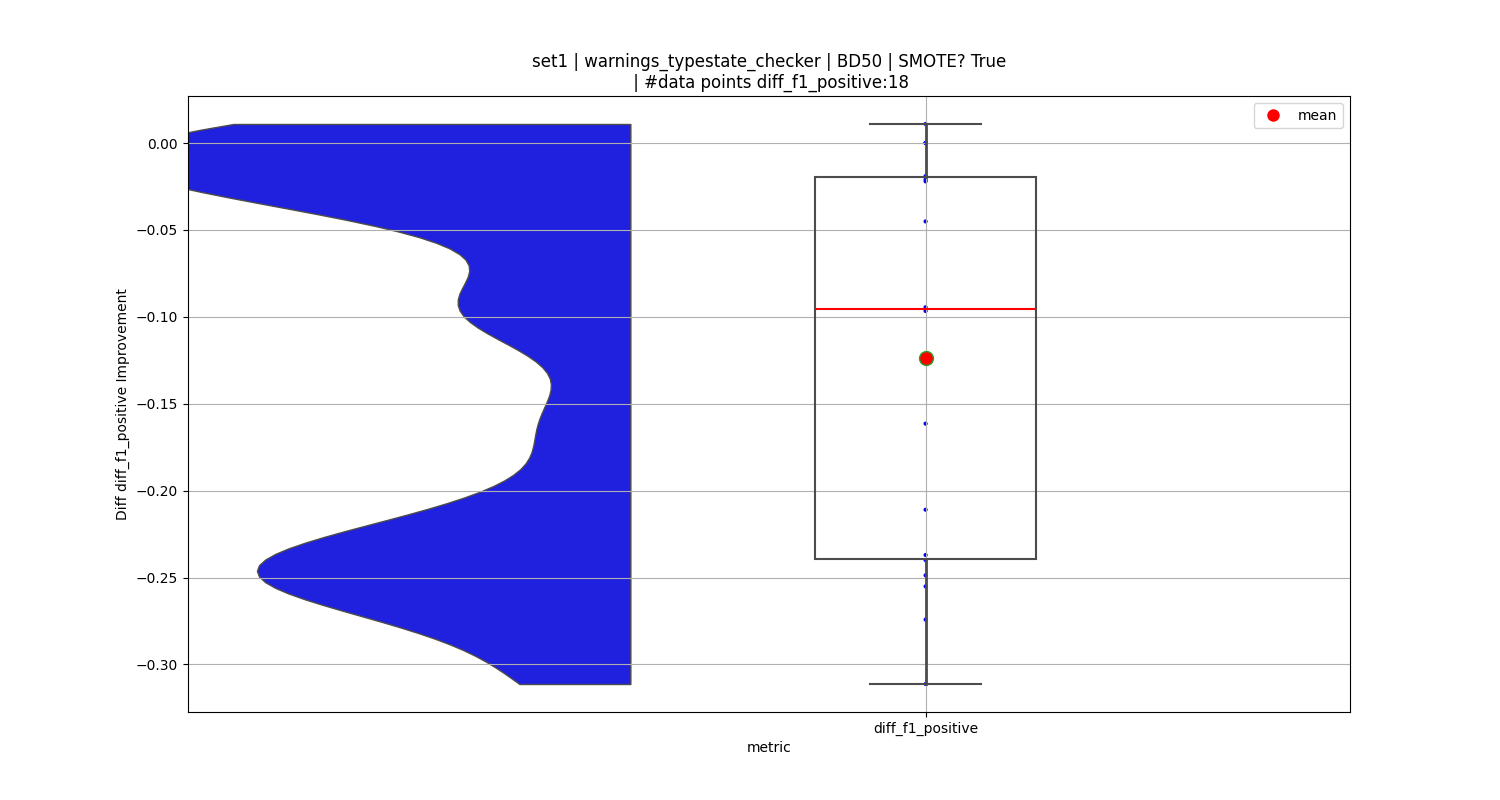 set1 | warnings_typestate_checker | BD50 | SMOTE? True
| #data points diff_f1_positive:18
mean
0.00
−0.05
−0.10
−0.15
−0.20
−0.25
−0.30
Diff diff_f1_positive Improvement
diff_f1_positive
metric